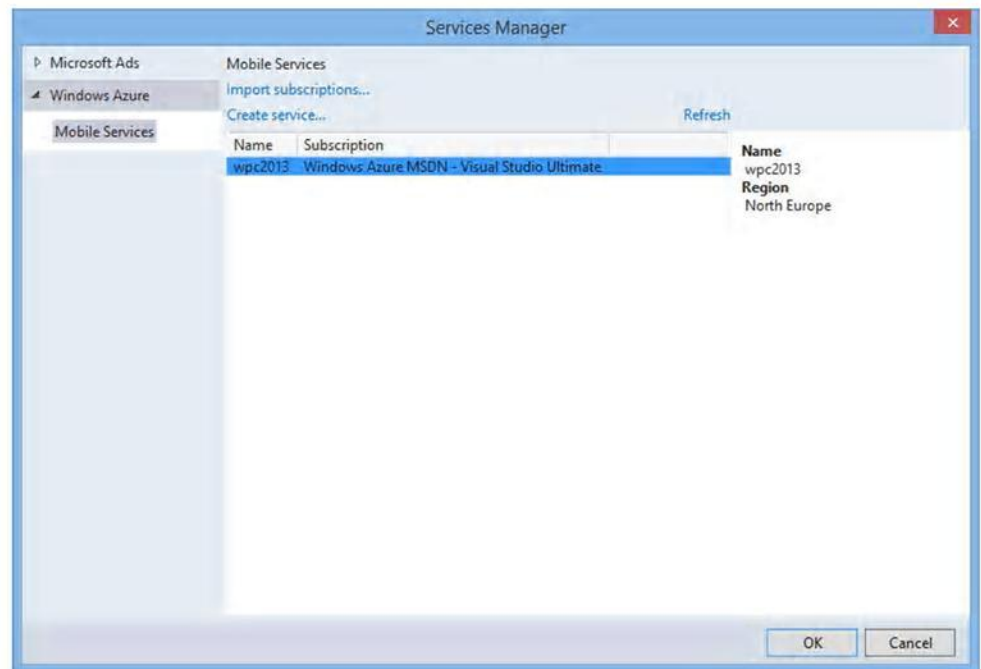 Services Manager
Microsoft Ads
Windows Azure
Mobile Services
Mobile Services
Import subscriptions...
Create service...
Refresh
Name Subscription
wpc2013 Windows Azure MSDN - Visual Studio Ultimate
Name
wpc2013
Region
North Europe
OK Cancel